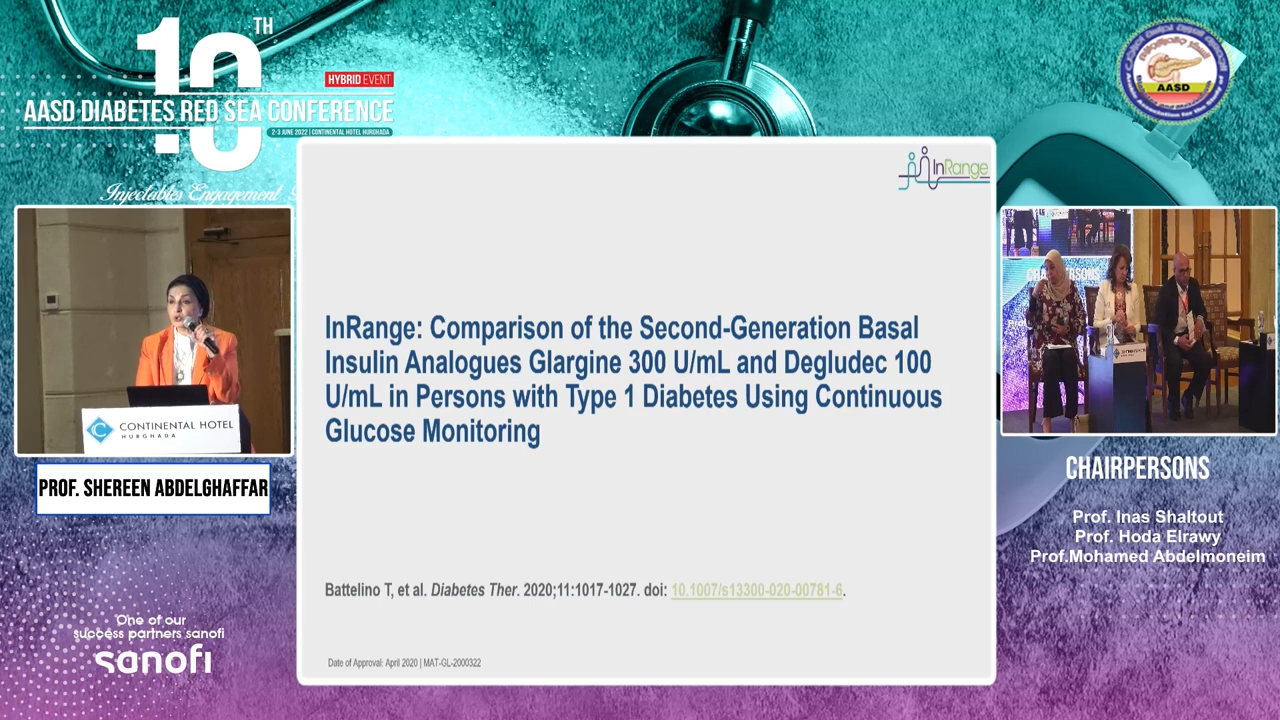 10TH
HYBRID EVENT
AASD DIABETES RED SEA CONFERENCE
2-3 JUNE 2022 | CONTINENTAL HOTEL HURGHADA
Injectables Engagement
AASD
InRange
InRange: Comparison of the Second-Generation Basal
Insulin Analogues Glargine 300 U/mL and Degludec 100
U/mL in Persons with Type 1 Diabetes Using Continuous
Glucose Monitoring
Battelino T, et al. Diabetes Ther. 2020;11:1017-1027. doi: 10.1007/s13300-020-00781-6.
Date of Approval: April 2020 | MAT-GL-2000322
CONTINENTAL HOTEL
HURGHADA
PROF. SHEREEN ABDELGHAFFAR
One of our
success partners sanofi
sanofi
CHAIRPERSONS
Prof. Inas Shaltout
Prof. Hoda Elrawy
Prof.Mohamed Abdelmoneim